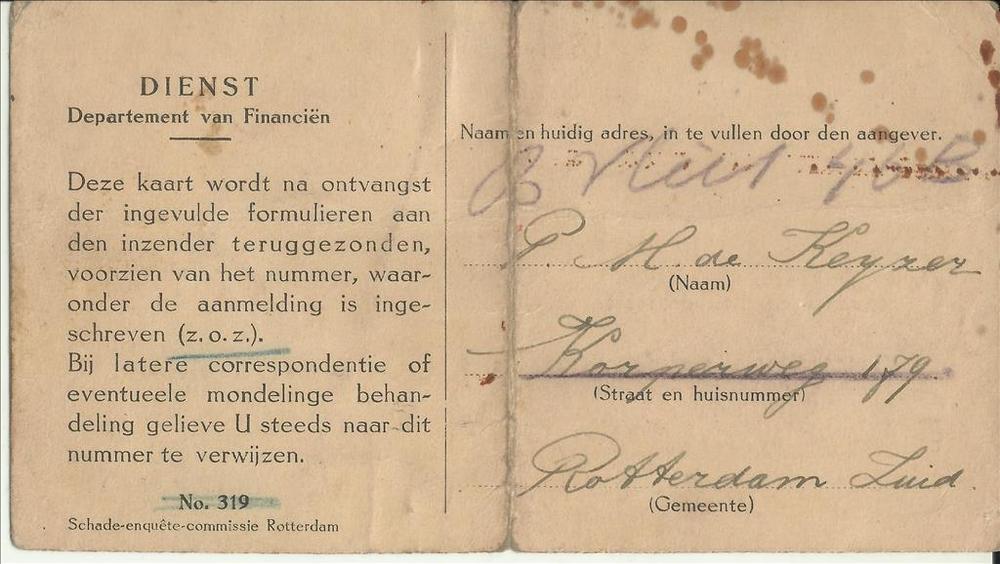 DIENST
Departement van Financiën
Deze kaart wordt na ontvangst
der ingevulde formulieren aan
den inzender teruggezonden,
voorzien van het nummer, waar-
onder de aanmelding is inge-
schreven (z.o.z.).
Bij latere correspondentie of
eventueele mondelinge behan-
deling gelieve U steeds naar dit
nummer te verwijzen.
No. 319
Schade-enquête-commissie Rotterdam
Naam en huidig adres, in te vullen door den aangever.
P. M. de Keyzer
(Naam)
Korperweg 179
(Straat en huisnummer)
Rotterdam Zuid
(Gemeente)